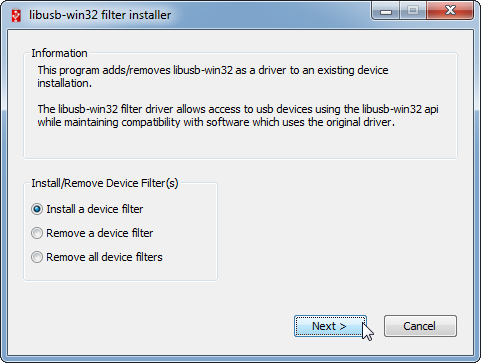 libusb-win32 filter installer
Information
This program adds/removes libusb-win32 as a driver to an existing device
installation.
The libusb-win32 filter driver allows access to usb devices using the libusb-win32 api
while maintaining compatibility with software which uses the original driver.
Install/Remove Device Filter(s)
Install a device filter
Remove a device filter
Remove all device filters
Next >
Cancel